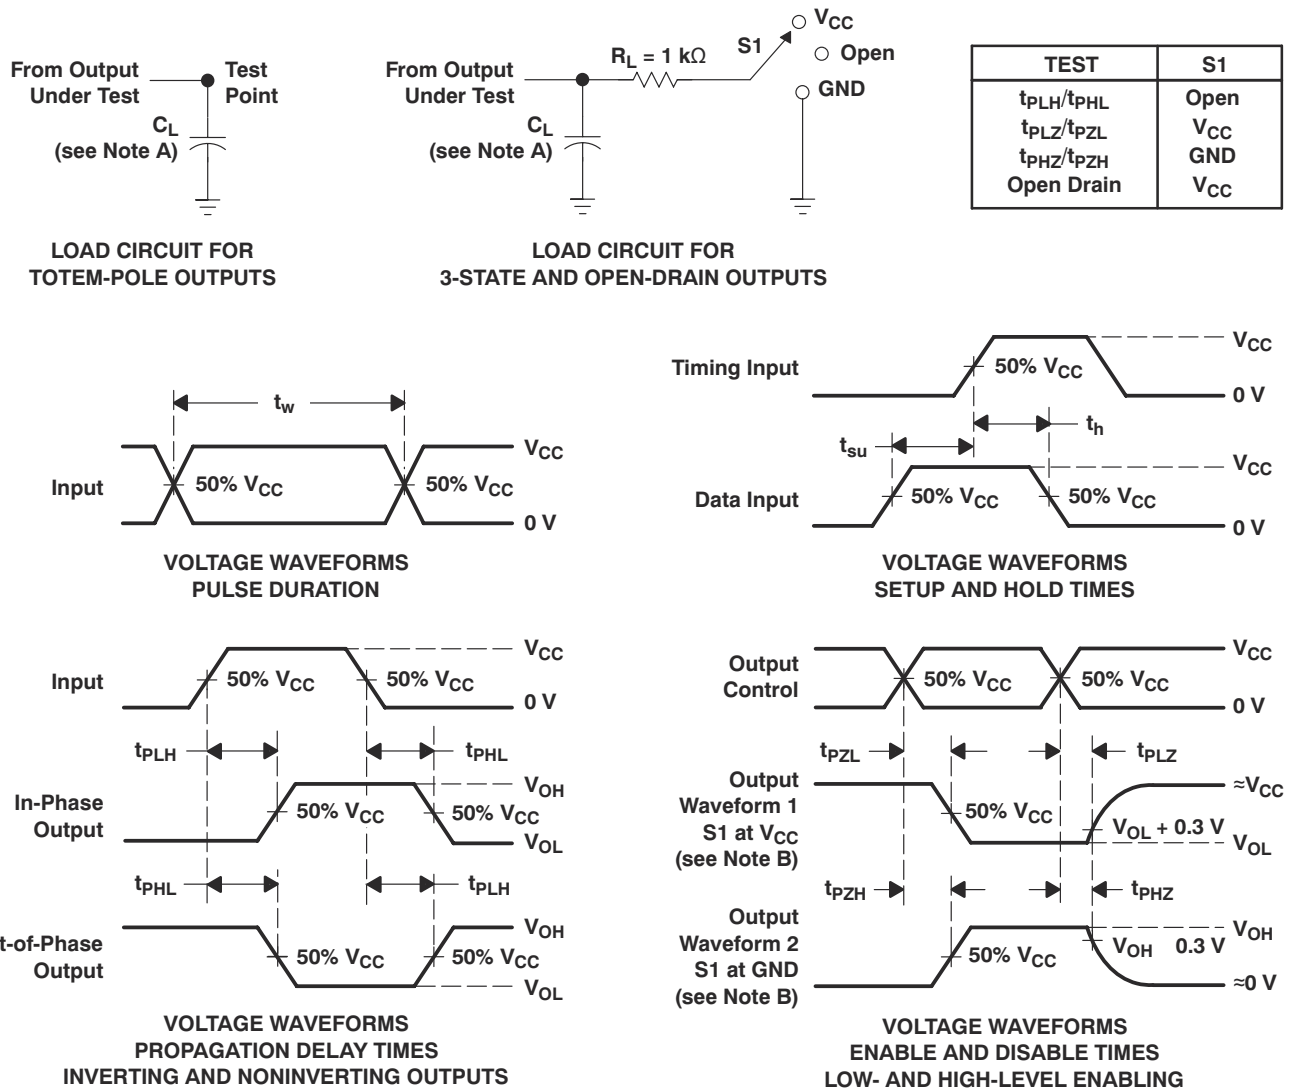 From Output
Under Test
Test
Point
C_L
(see Note A)
LOAD CIRCUIT FOR
TOTEM-POLE OUTPUTS
From Output
Under Test
R_L = 1 kΩ
S1
V_CC
Open
GND
C_L
(see Note A)
LOAD CIRCUIT FOR
3-STATE AND OPEN-DRAIN OUTPUTS
TEST S1
t_PLH/t_PHL Open
t_PLZ/t_PZL V_CC
t_PHZ/t_PZH GND
Open Drain V_CC
t_w
Input
50% V_CC
50% V_CC
V_CC
0 V
VOLTAGE WAVEFORMS
PULSE DURATION
Timing Input
50% V_CC
V_CC
0 V
t_su
t_h
Data Input
50% V_CC
50% V_CC
V_CC
0 V
VOLTAGE WAVEFORMS
SETUP AND HOLD TIMES
Input
50% V_CC
50% V_CC
V_CC
0 V
t_PLH
t_PHL
In-Phase
Output
50% V_CC
50% V_CC
V_OH
V_OL
t_PHL
t_PLH
t-of-Phase
Output
50% V_CC
50% V_CC
V_OH
V_OL
VOLTAGE WAVEFORMS
PROPAGATION DELAY TIMES
INVERTING AND NONINVERTING OUTPUTS
Output
Control
50% V_CC
50% V_CC
V_CC
0 V
t_PZL
t_PLZ
Output
Waveform 1
S1 at V_CC
(see Note B)
50% V_CC
V_OL + 0.3 V
≈V_CC
V_OL
t_PZH
t_PHZ
Output
Waveform 2
S1 at GND
(see Note B)
50% V_CC
V_OH 0.3 V
V_OH
≈0 V
VOLTAGE WAVEFORMS
ENABLE AND DISABLE TIMES
LOW- AND HIGH-LEVEL ENABLING